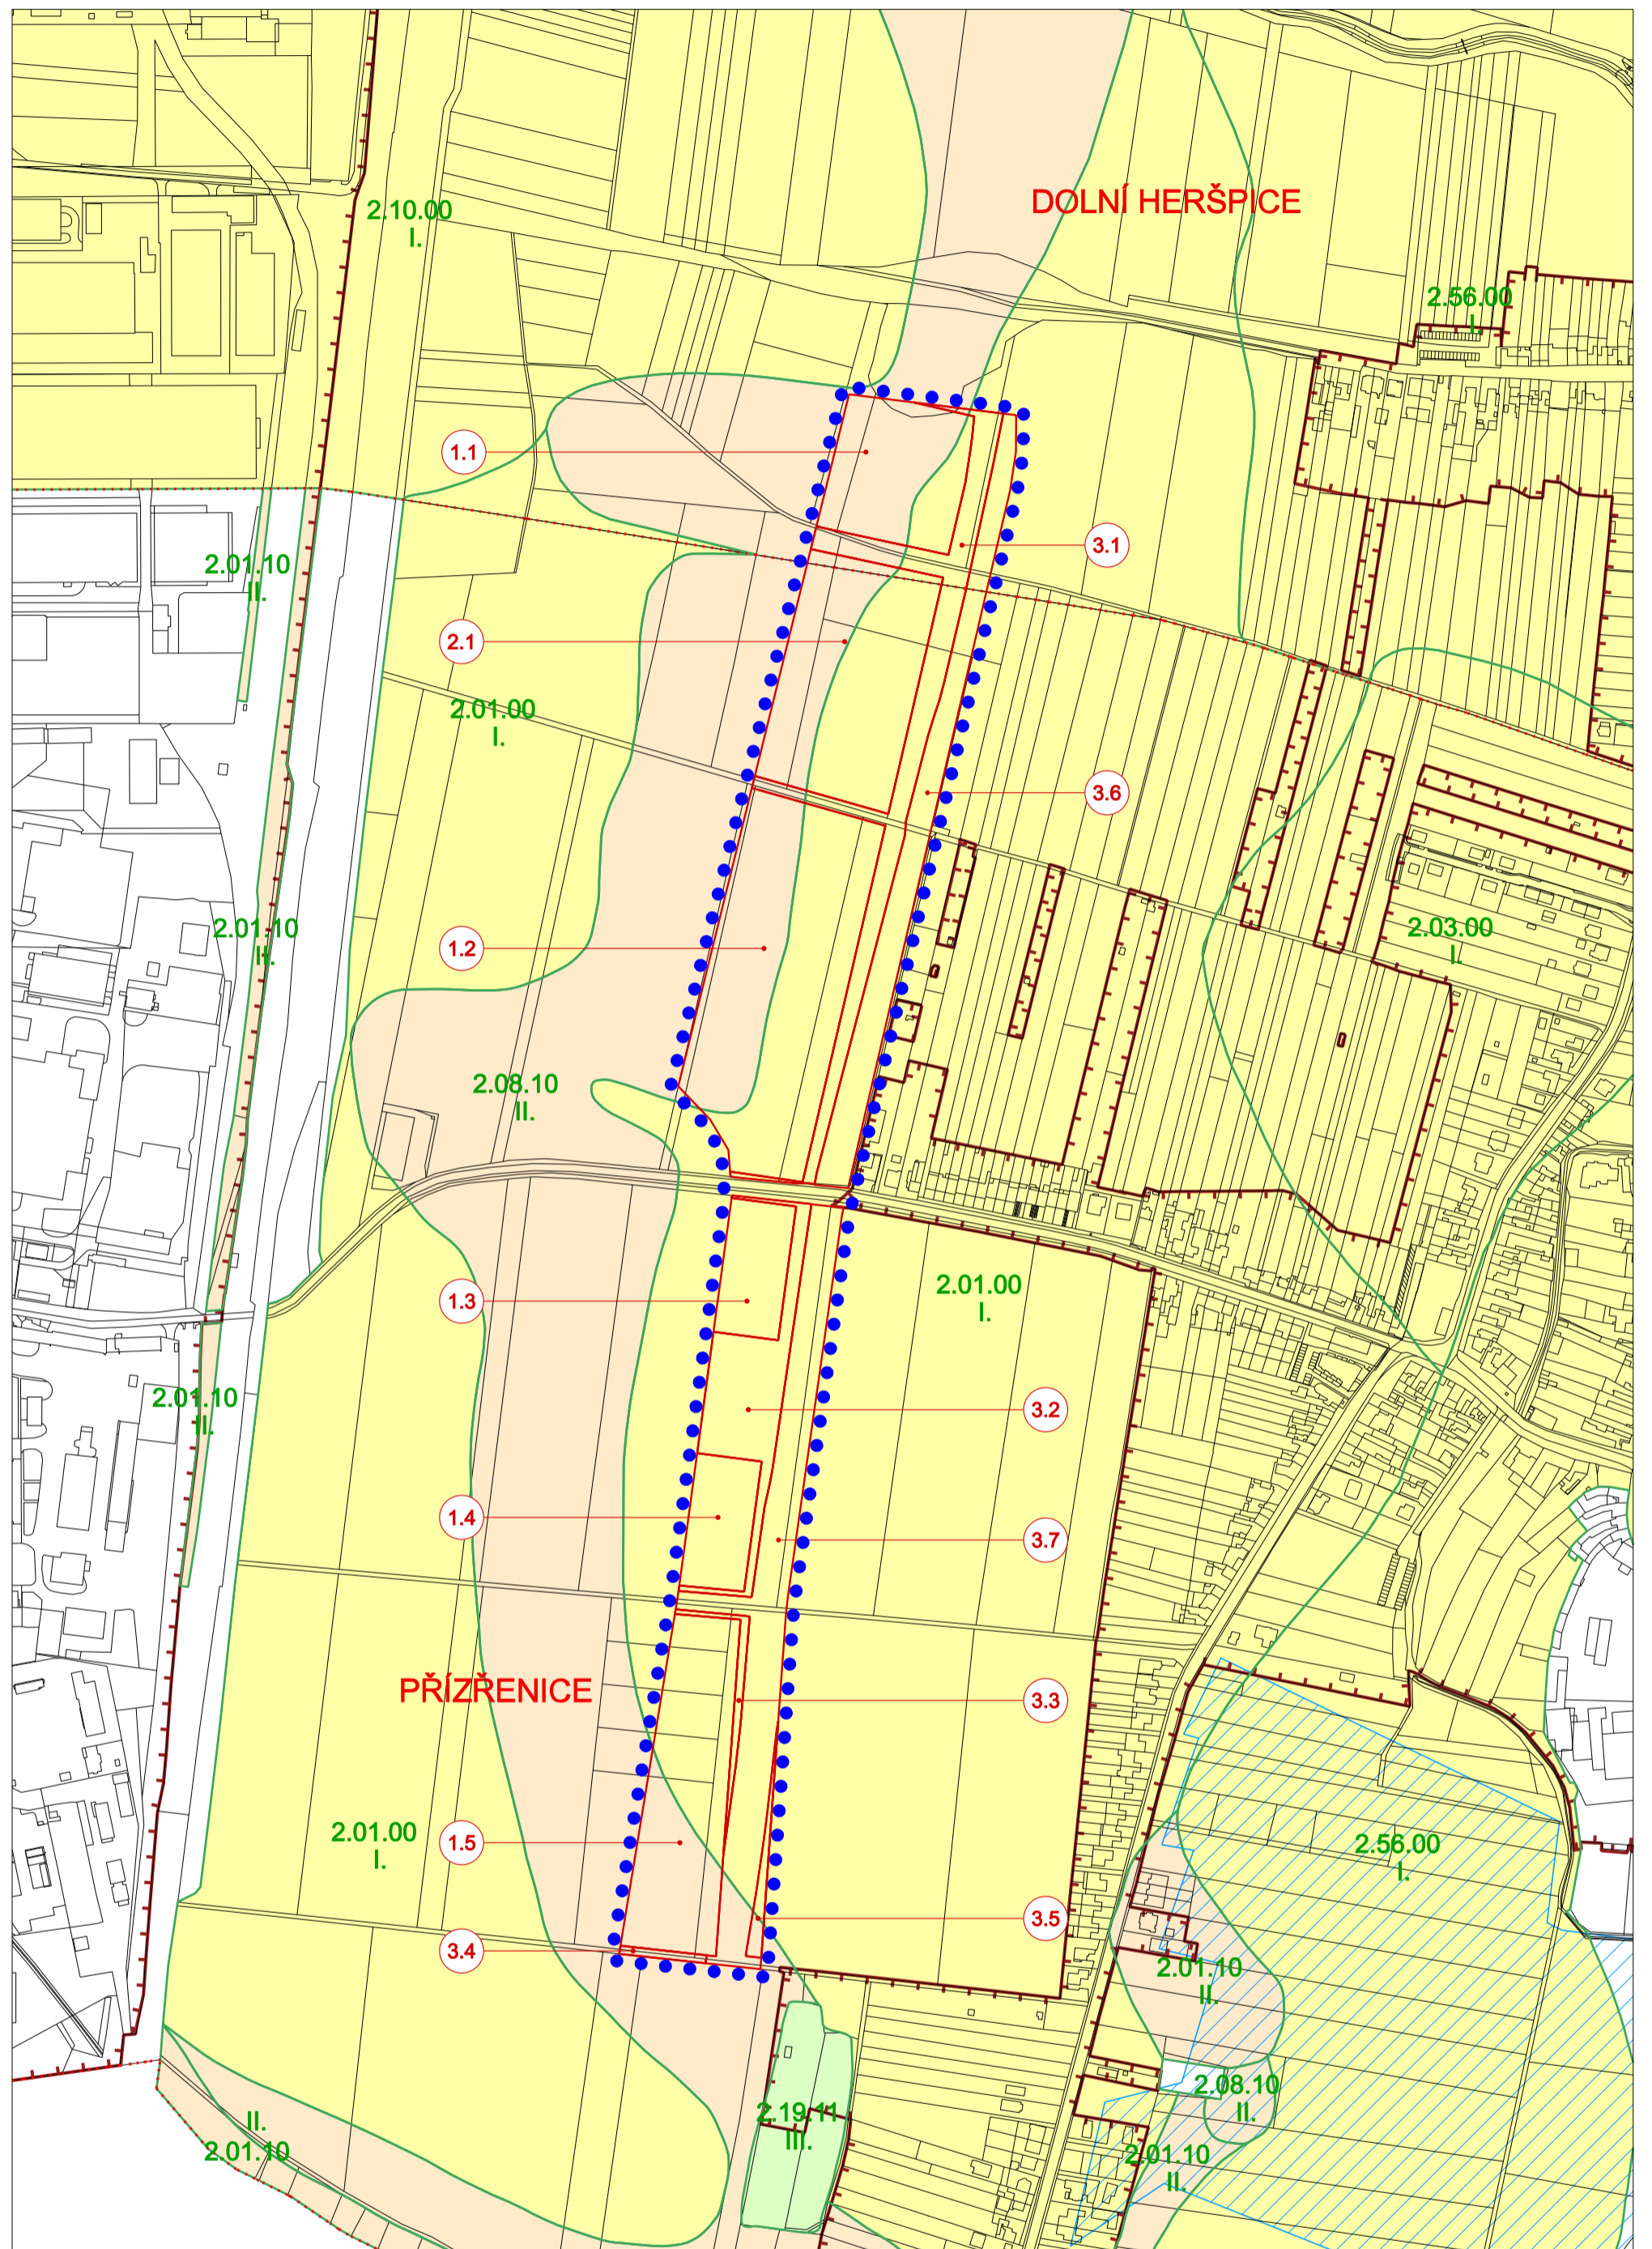 DOLNÍ HERŠPICE
2.10.00
I.
2.56.00
I.
1.1
3.1
2.01.10
II.
2.1
2.01.00
I.
3.6
2.01.10
II.
1.2
2.03.00
I.
2.08.10
II.
1.3
2.01.00
I.
2.01.10
II.
3.2
1.4
3.7
PŘÍZŘENICE
3.3
2.01.00
I.
1.5
2.56.00
I.
3.5
3.4
2.01.10
II.
2.08.10
II.
2.19.11
III.
II.
2.01.10
2.01.10
II.